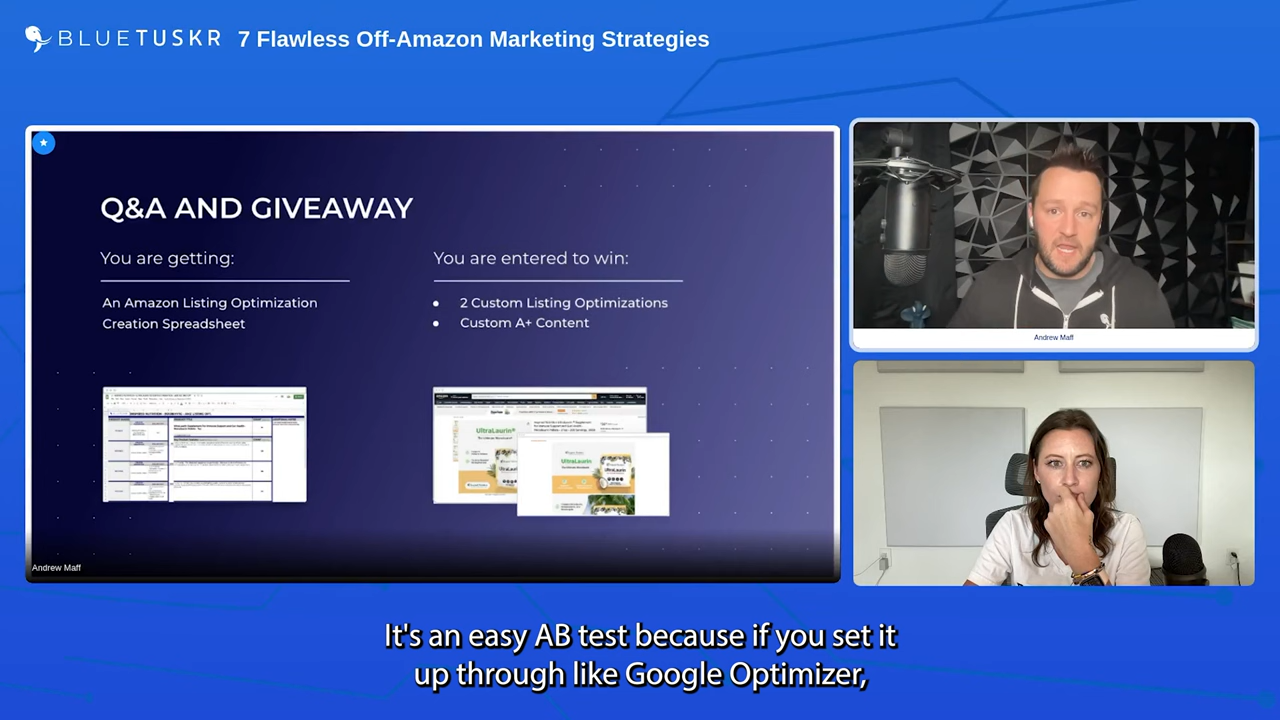 BLUETUSKR 7 Flawless Off-Amazon Marketing Strategies
Q&A AND GIVEAWAY
You are getting:
An Amazon Listing Optimization
Creation Spreadsheet
You are entered to win:
• 2 Custom Listing Optimizations
• Custom A+ Content
UltraLaurin®
UltraLaurin
Andrew Maff
Andrew Maff
It's an easy AB test because if you set it
up through like Google Optimizer,